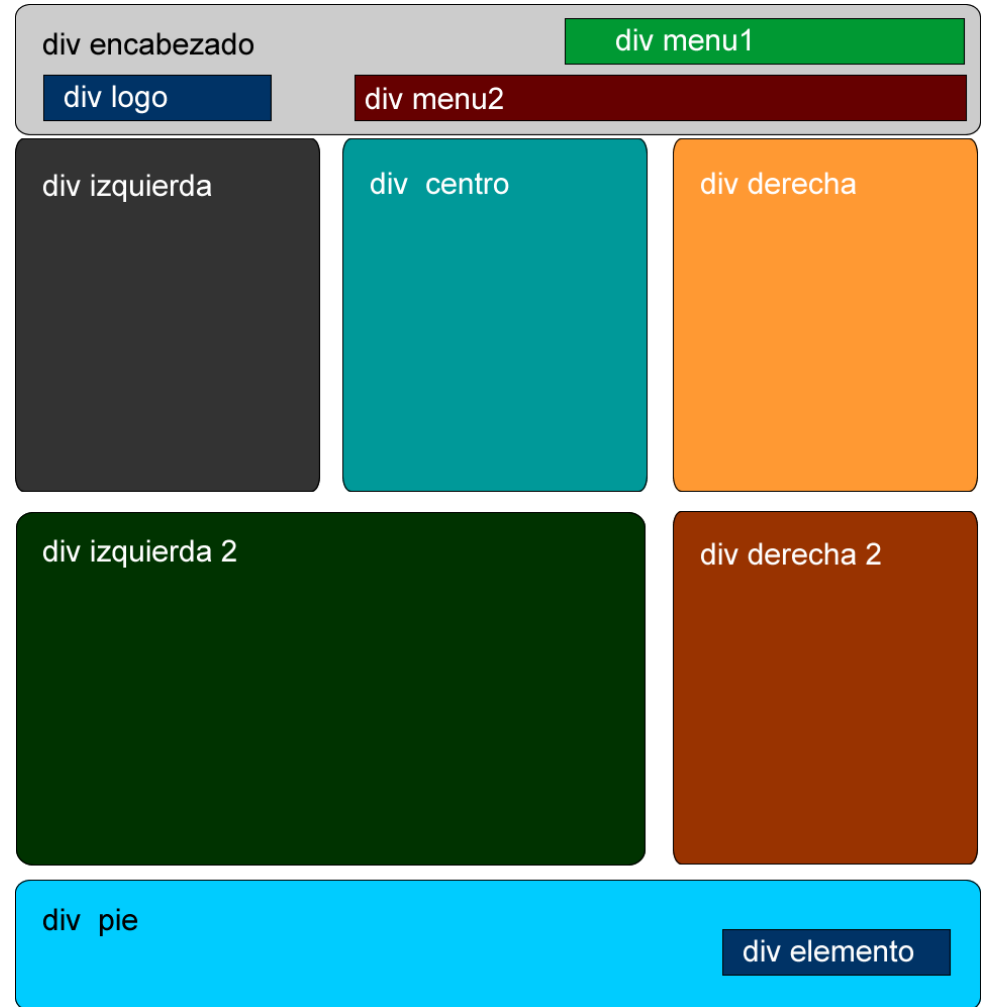 div encabezado
div menu1
div logo
div menu2
div izquierda
div centro
div derecha
div izquierda 2
div derecha 2
div pie
div elemento